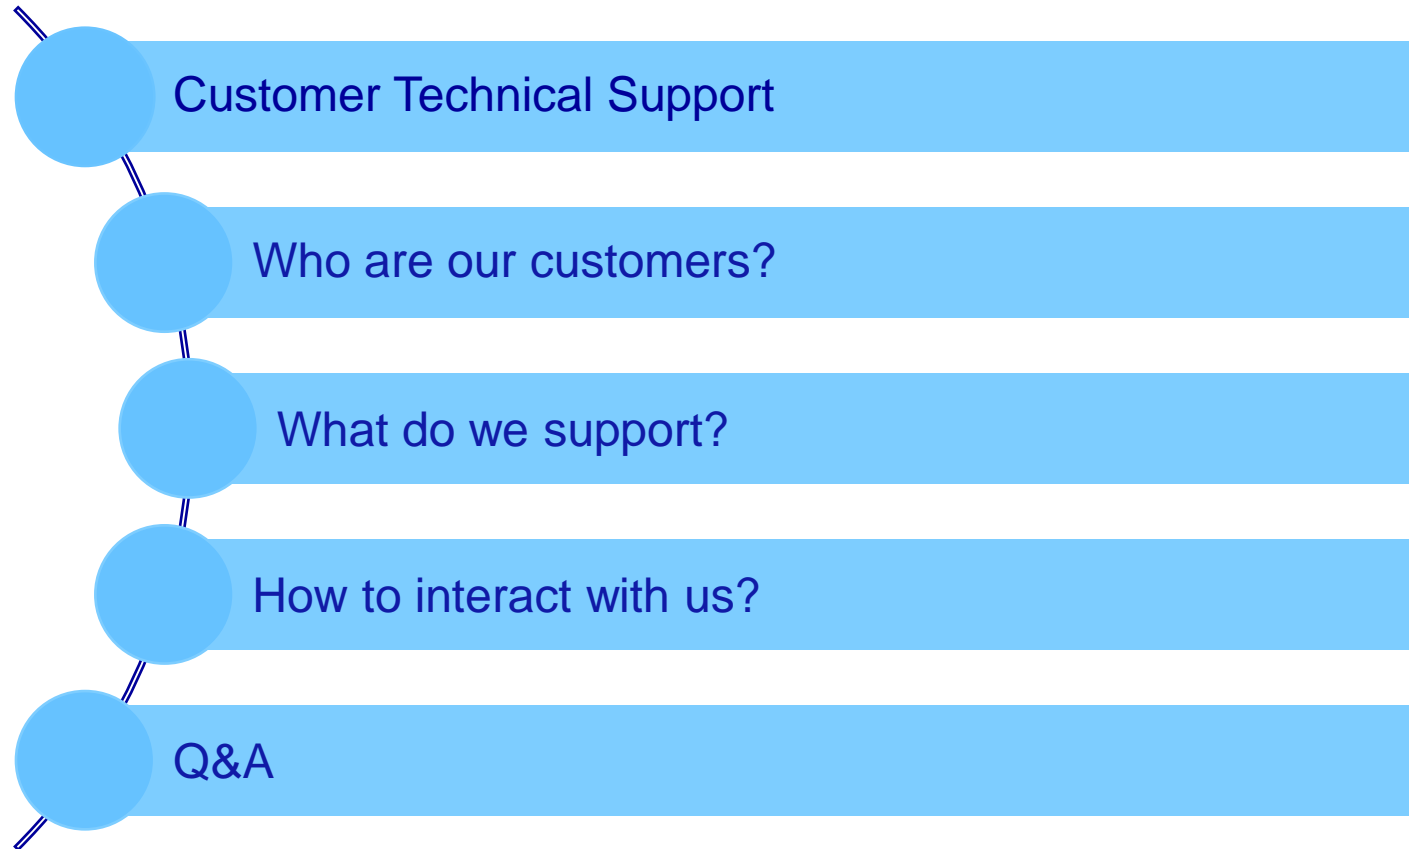 Customer Technical Support
Who are our customers?
What do we support?
How to interact with us?
Q&A